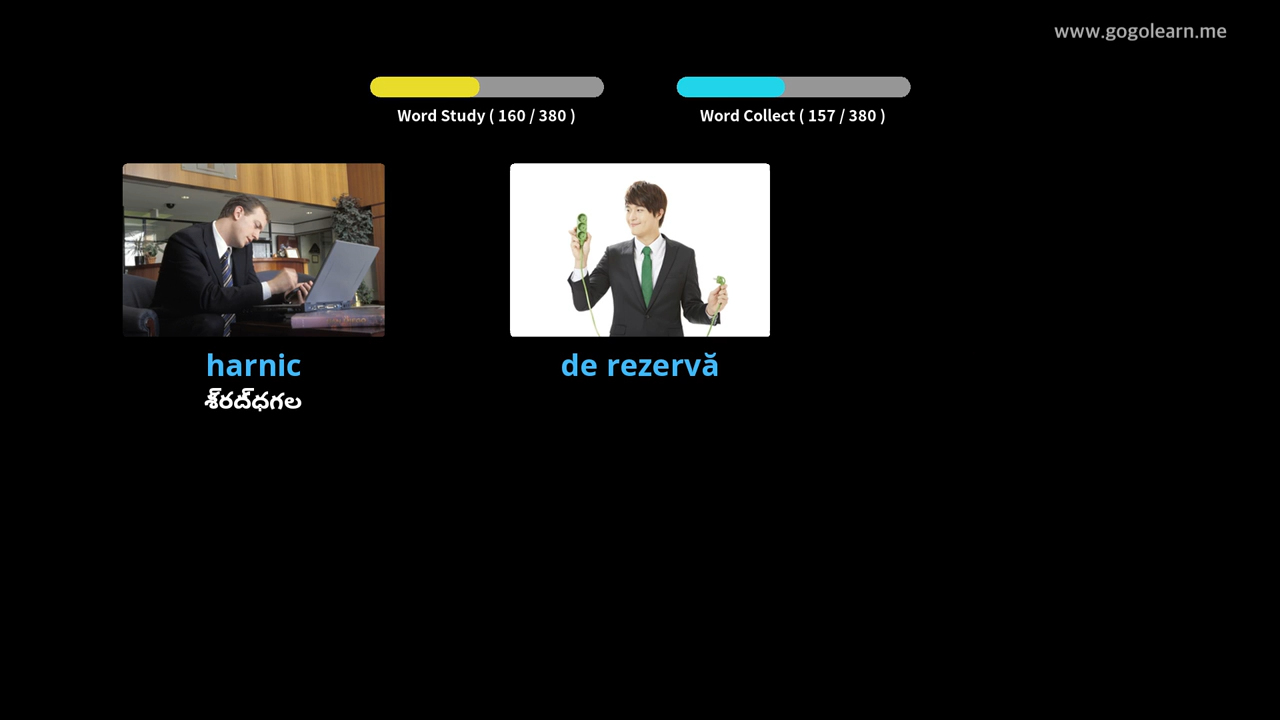 www.gogolearn.me
Word Study ( 160 / 380 )
Word Collect ( 157 / 380 )
harnic
de rezervă
శ్రద్ధగల